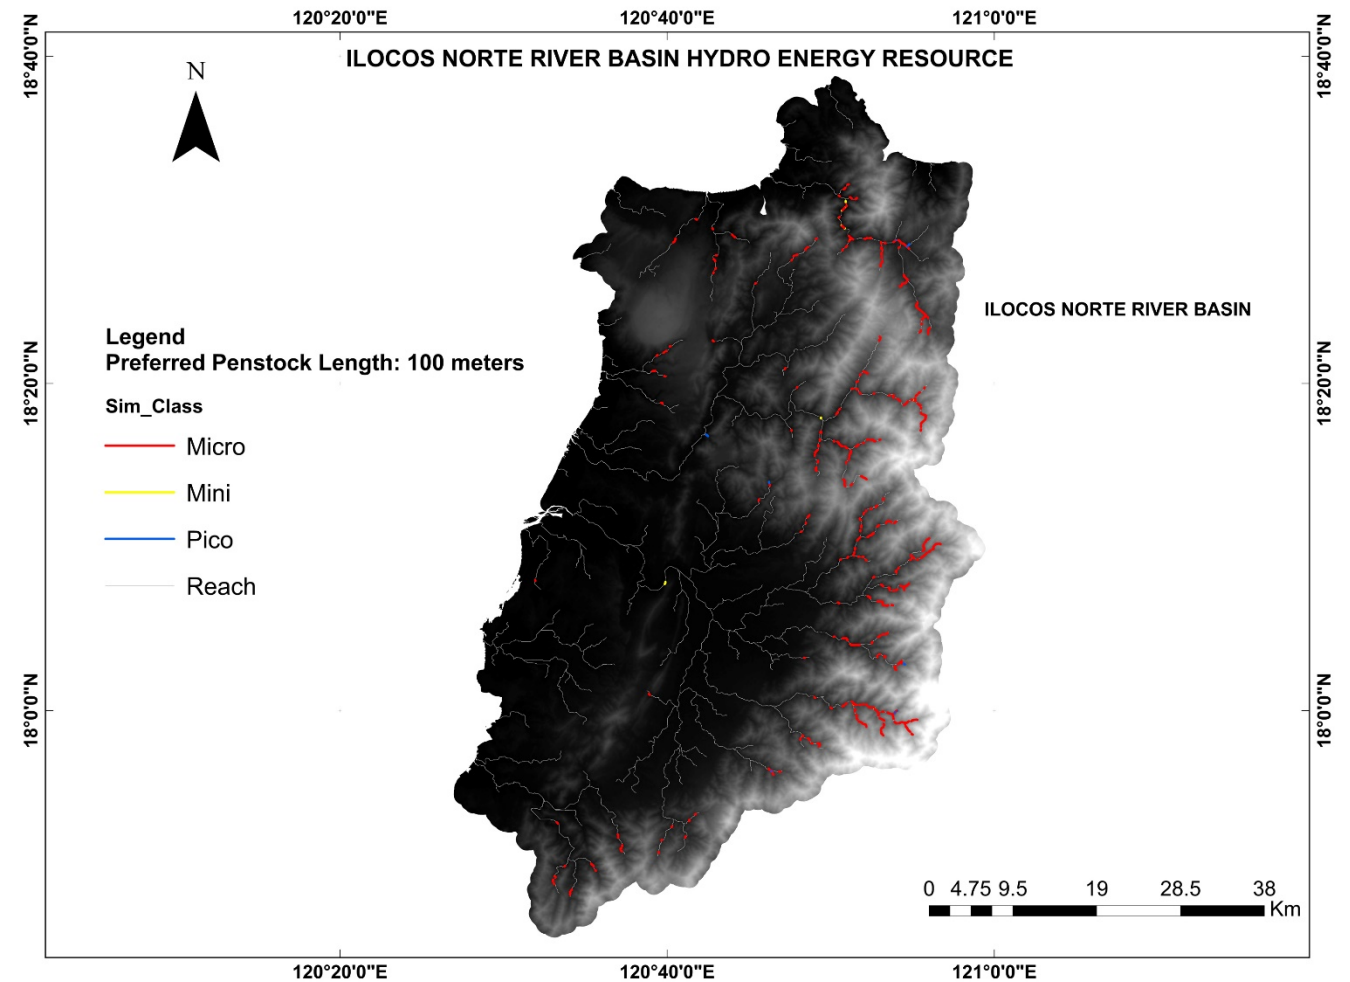 120°20'0"E 120°40'0"E 121°0'0"E
18°40'0"N 18°40'0"N
ILOCOS NORTE RIVER BASIN HYDRO ENERGY RESOURCE
N
ILOCOS NORTE RIVER BASIN
Legend
Preferred Penstock Length: 100 meters
18°20'0"N 18°20'0"N
Sim_Class
Micro
Mini
Pico
Reach
18°0'0"N 18°0'0"N
0 4.75 9.5 19 28.5 38
Km
120°20'0"E 120°40'0"E 121°0'0"E